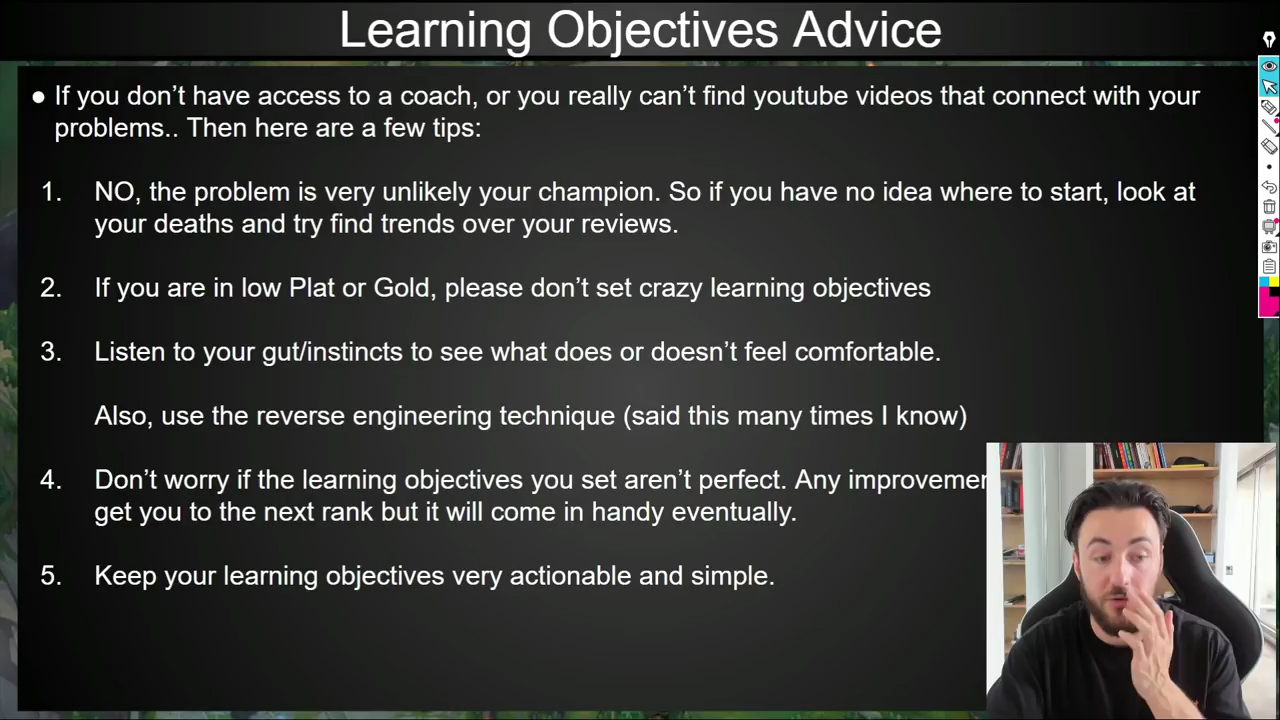 Learning Objectives Advice
● If you don't have access to a coach, or you really can't find youtube videos that connect with your
problems.. Then here are a few tips:
1. NO, the problem is very unlikely your champion. So if you have no idea where to start, look at
your deaths and try find trends over your reviews.
2. If you are in low Plat or Gold, please don't set crazy learning objectives
3. Listen to your gut/instincts to see what does or doesn't feel comfortable.
Also, use the reverse engineering technique (said this many times I know)
4. Don't worry if the learning objectives you set aren't perfect. Any
get you to the next rank but it will come in handy eventually.
5. Keep your learning objectives very actionable and simple.